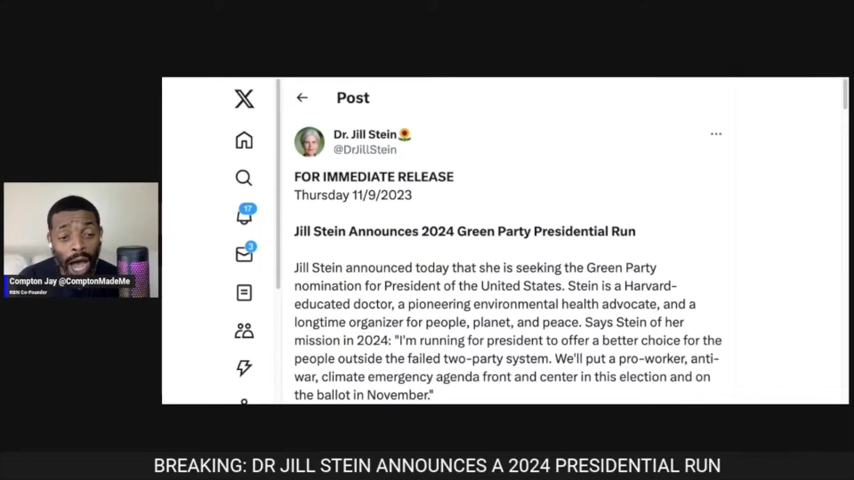 Post
Dr. Jill Stein🌻
@DrJillStein
FOR IMMEDIATE RELEASE
Thursday 11/9/2023
Jill Stein Announces 2024 Green Party Presidential Run
Jill Stein announced today that she is seeking the Green Party
nomination for President of the United States. Stein is a Harvard-
educated doctor, a pioneering environmental health advocate, and a
longtime organizer for people, planet, and peace. Says Stein of her
mission in 2024: "I'm running for president to offer a better choice for the
people outside the failed two-party system. We'll put a pro-worker, anti-
war, climate emergency agenda front and center in this election and on
the ballot in November."
17
3
Compton Jay @ComptonMadeMe
RBN Co-Founder
BREAKING: DR JILL STEIN ANNOUNCES A 2024 PRESIDENTIAL RUN